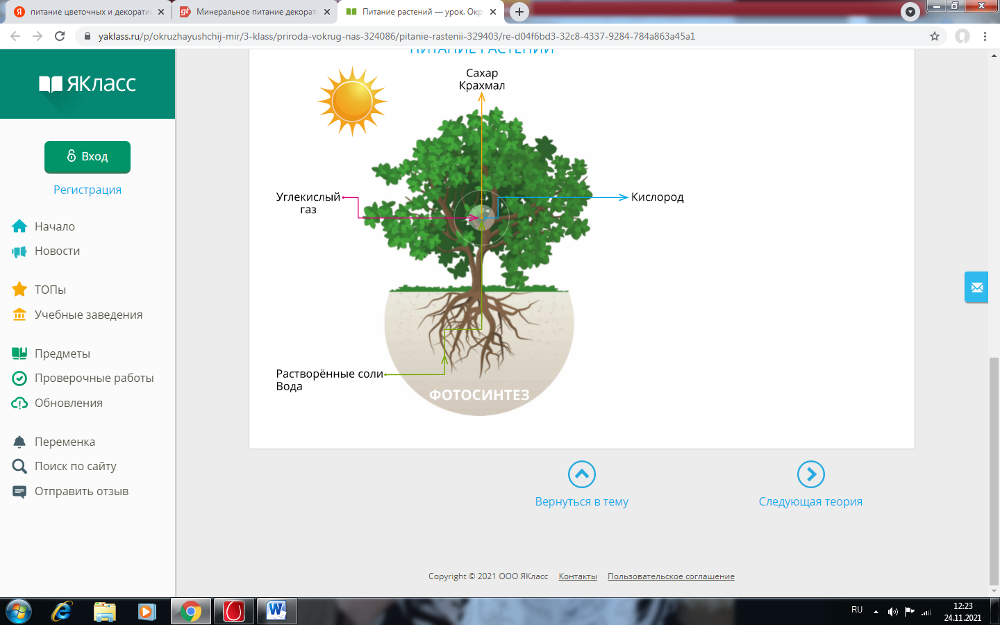 питание цветочных и декорати
Минеральное питание декорат
Питание растений — урок. Окр
yaklass.ru/p/okruzhayushchij-mir/3-klass/priroda-vokrug-nas-324086/pitanie-rastenii-329403/re-d04f6bd3-32c8-4337-9284-784a863a45a1
ЯКласс
Вход
Регистрация
Начало
Новости
ТОПы
Учебные заведения
Предметы
Проверочные работы
Обновления
Переменка
Поиск по сайту
Отправить отзыв
ПИТАНИЕ РАСТЕНИЙ
Сахар
Крахмал
Углекислый
газ
Кислород
Растворённые соли
Вода
ФОТОСИНТЕЗ
Вернуться в тему
Следующая теория
Copyright © 2021 ООО ЯКласс Контакты Пользовательское соглашение
RU
12:23
24.11.2021